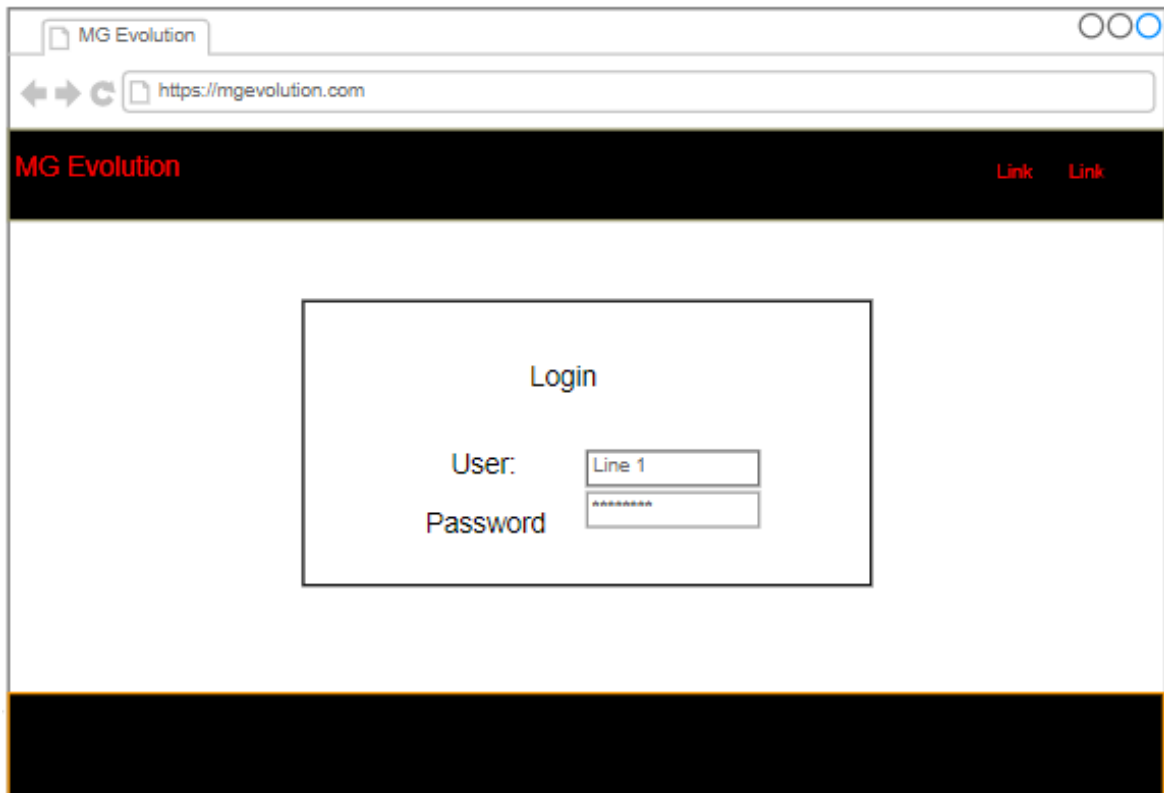 MG Evolution
https://mgevolution.com
MG Evolution Link Link
Login
User: Line 1
Password ********